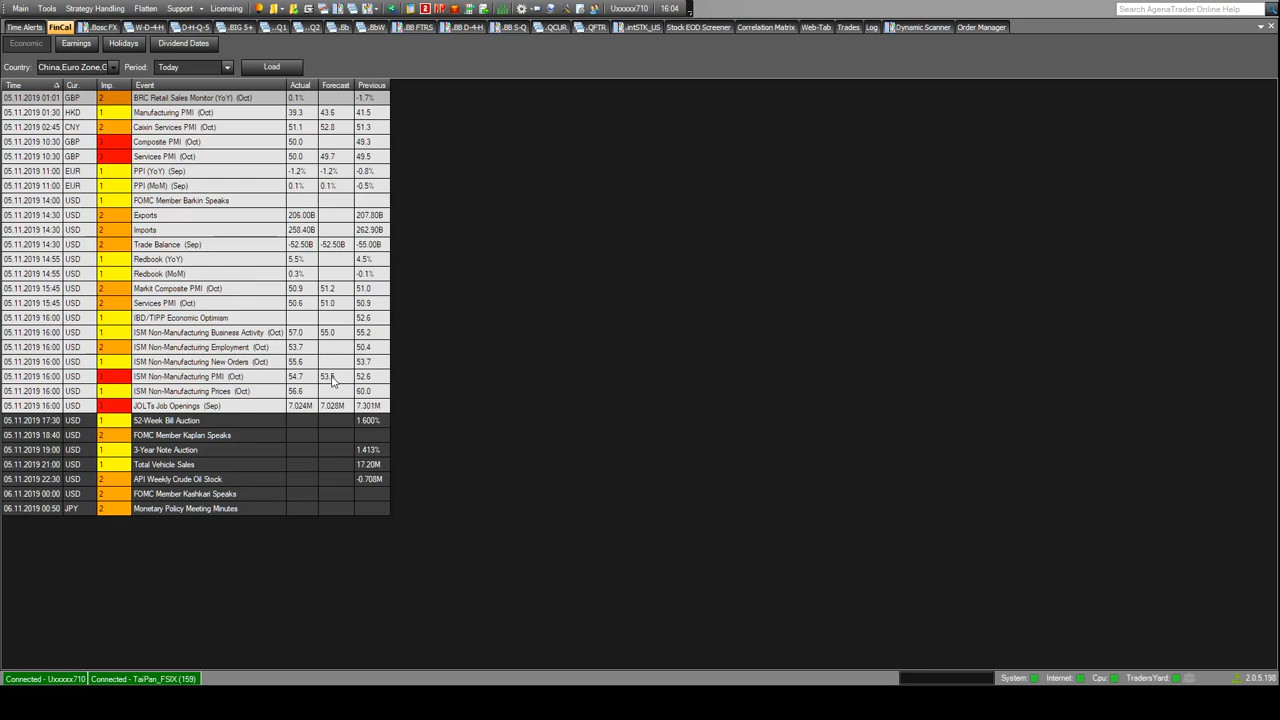 Main Tools Strategy Handling Flatten Support Licensing Uxxxxx710 16:04 Search AgenaTrader Online Help
Time Alerts FinCal .Bosc FX W-D-4-H D-H-Q-5 .BIG 5+ ..Q1 ..Q2 .Bb .BbW .BB FTRS .BB D-4-H .BB S-Q .QCUR .QFTR .intSTK_US Stock EOD Screener Correlation Matrix Web-Tab Trades Log Dynamic Scanner Order Manager
Economic Earnings Holidays Dividend Dates
Country: China,Euro Zone,G Period: Today Load
Time Cur. Imp. Event Actual Forecast Previous
05.11.2019 01:01 GBP 2 BRC Retail Sales Monitor (YoY) (Oct) 0.1% -1.7%
05.11.2019 01:30 HKD 1 Manufacturing PMI (Oct) 39.3 43.6 41.5
05.11.2019 02:45 CNY 2 Caixin Services PMI (Oct) 51.1 52.8 51.3
05.11.2019 10:30 GBP 3 Composite PMI (Oct) 50.0 49.3
05.11.2019 10:30 GBP 3 Services PMI (Oct) 50.0 49.7 49.5
05.11.2019 11:00 EUR 1 PPI (YoY) (Sep) -1.2% -1.2% -0.8%
05.11.2019 11:00 EUR 1 PPI (MoM) (Sep) 0.1% 0.1% -0.5%
05.11.2019 14:00 USD 1 FOMC Member Barkin Speaks
05.11.2019 14:30 USD 2 Exports 206.00B 207.80B
05.11.2019 14:30 USD 2 Imports 258.40B 262.90B
05.11.2019 14:30 USD 2 Trade Balance (Sep) -52.50B -52.50B -55.00B
05.11.2019 14:55 USD 1 Redbook (YoY) 5.5% 4.5%
05.11.2019 14:55 USD 1 Redbook (MoM) 0.3% -0.1%
05.11.2019 15:45 USD 2 Markit Composite PMI (Oct) 50.9 51.2 51.0
05.11.2019 15:45 USD 2 Services PMI (Oct) 50.6 51.0 50.9
05.11.2019 16:00 USD 1 IBD/TIPP Economic Optimism 52.6
05.11.2019 16:00 USD 1 ISM Non-Manufacturing Business Activity (Oct) 57.0 55.0 55.2
05.11.2019 16:00 USD 2 ISM Non-Manufacturing Employment (Oct) 53.7 50.4
05.11.2019 16:00 USD 1 ISM Non-Manufacturing New Orders (Oct) 55.6 53.7
05.11.2019 16:00 USD 3 ISM Non-Manufacturing PMI (Oct) 54.7 52.6
05.11.2019 16:00 USD 1 ISM Non-Manufacturing Prices (Oct) 56.6 60.0
05.11.2019 16:00 USD 3 JOLTs Job Openings (Sep) 7.024M 7.028M 7.301M
05.11.2019 17:30 USD 1 52-Week Bill Auction 1.600%
05.11.2019 18:40 USD 2 FOMC Member Kaplan Speaks
05.11.2019 19:00 USD 1 3-Year Note Auction 1.413%
05.11.2019 21:00 USD 1 Total Vehicle Sales 17.20M
05.11.2019 22:30 USD 2 API Weekly Crude Oil Stock -0.708M
06.11.2019 00:00 USD 2 FOMC Member Kashkari Speaks
06.11.2019 00:50 JPY 2 Monetary Policy Meeting Minutes
Connected - Uxxxxx710 Connected - TaiPan_FSIX (159) System: Internet: Cpu: TradersYard: 2.0.5.198